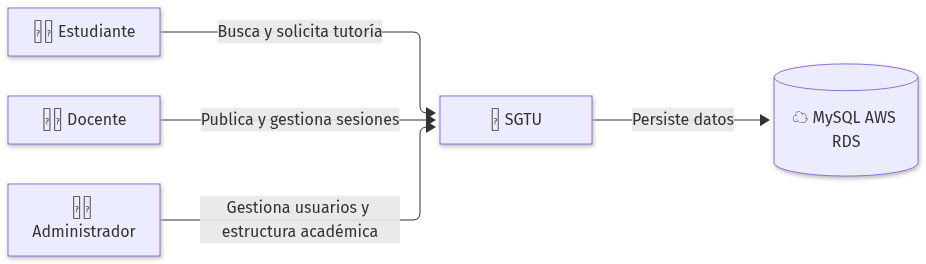 Estudiante
Busca y solicita tutoría
Docente
Publica y gestiona sesiones
SGTU
Persiste datos
☁ MySQL AWS
RDS
Administrador
Gestiona usuarios y
estructura académica